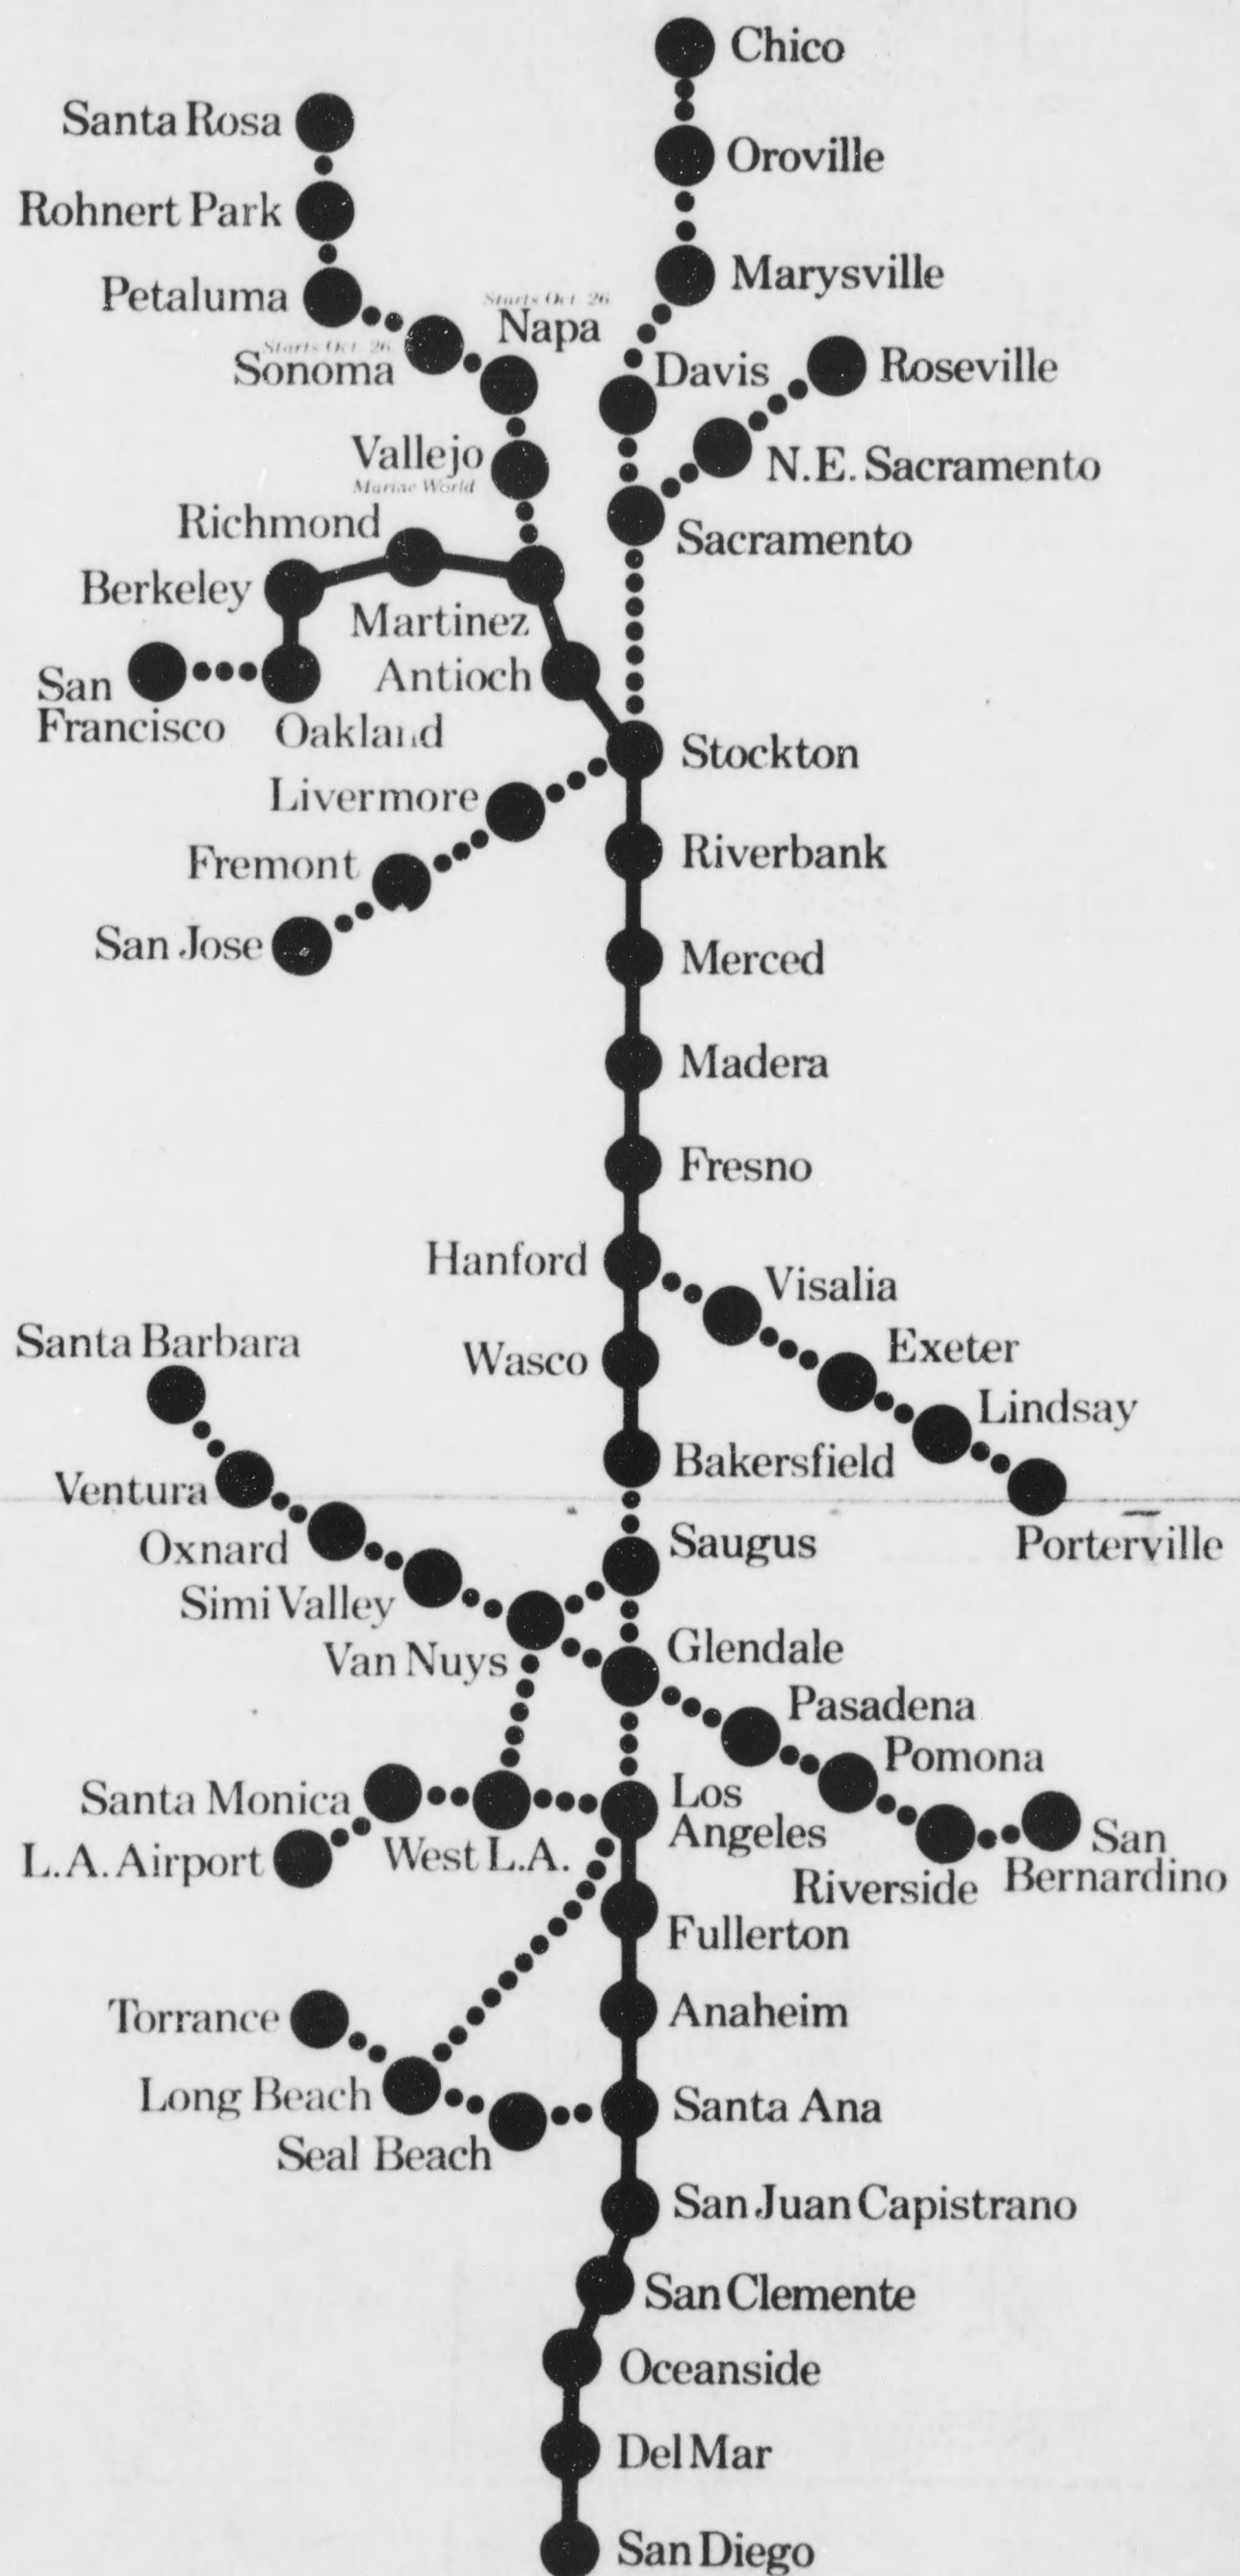 Chico
Santa Rosa
Oroville
Rohnert Park
Marysville
Petaluma
Starts Oct. 26
Napa
Starts Oct. 26
Sonoma
Davis
Roseville
Vallejo
Marine World
N.E. Sacramento
Richmond
Sacramento
Berkeley
Martinez
Antioch
San
Francisco
Oakland
Stockton
Livermore
Riverbank
Fremont
San Jose
Merced
Madera
Fresno
Hanford
Visalia
Santa Barbara
Exeter
Wasco
Lindsay
Bakersfield
Ventura
Porterville
Saugus
Oxnard
Simi Valley
Glendale
Van Nuys
Pasadena
Pomona
Los
Angeles
Santa Monica
L.A. Airport
West L.A.
San
Bernardino
Riverside
Fullerton
Torrance
Anaheim
Long Beach
Santa Ana
Seal Beach
San Juan Capistrano
San Clemente
Oceanside
Del Mar
San Diego